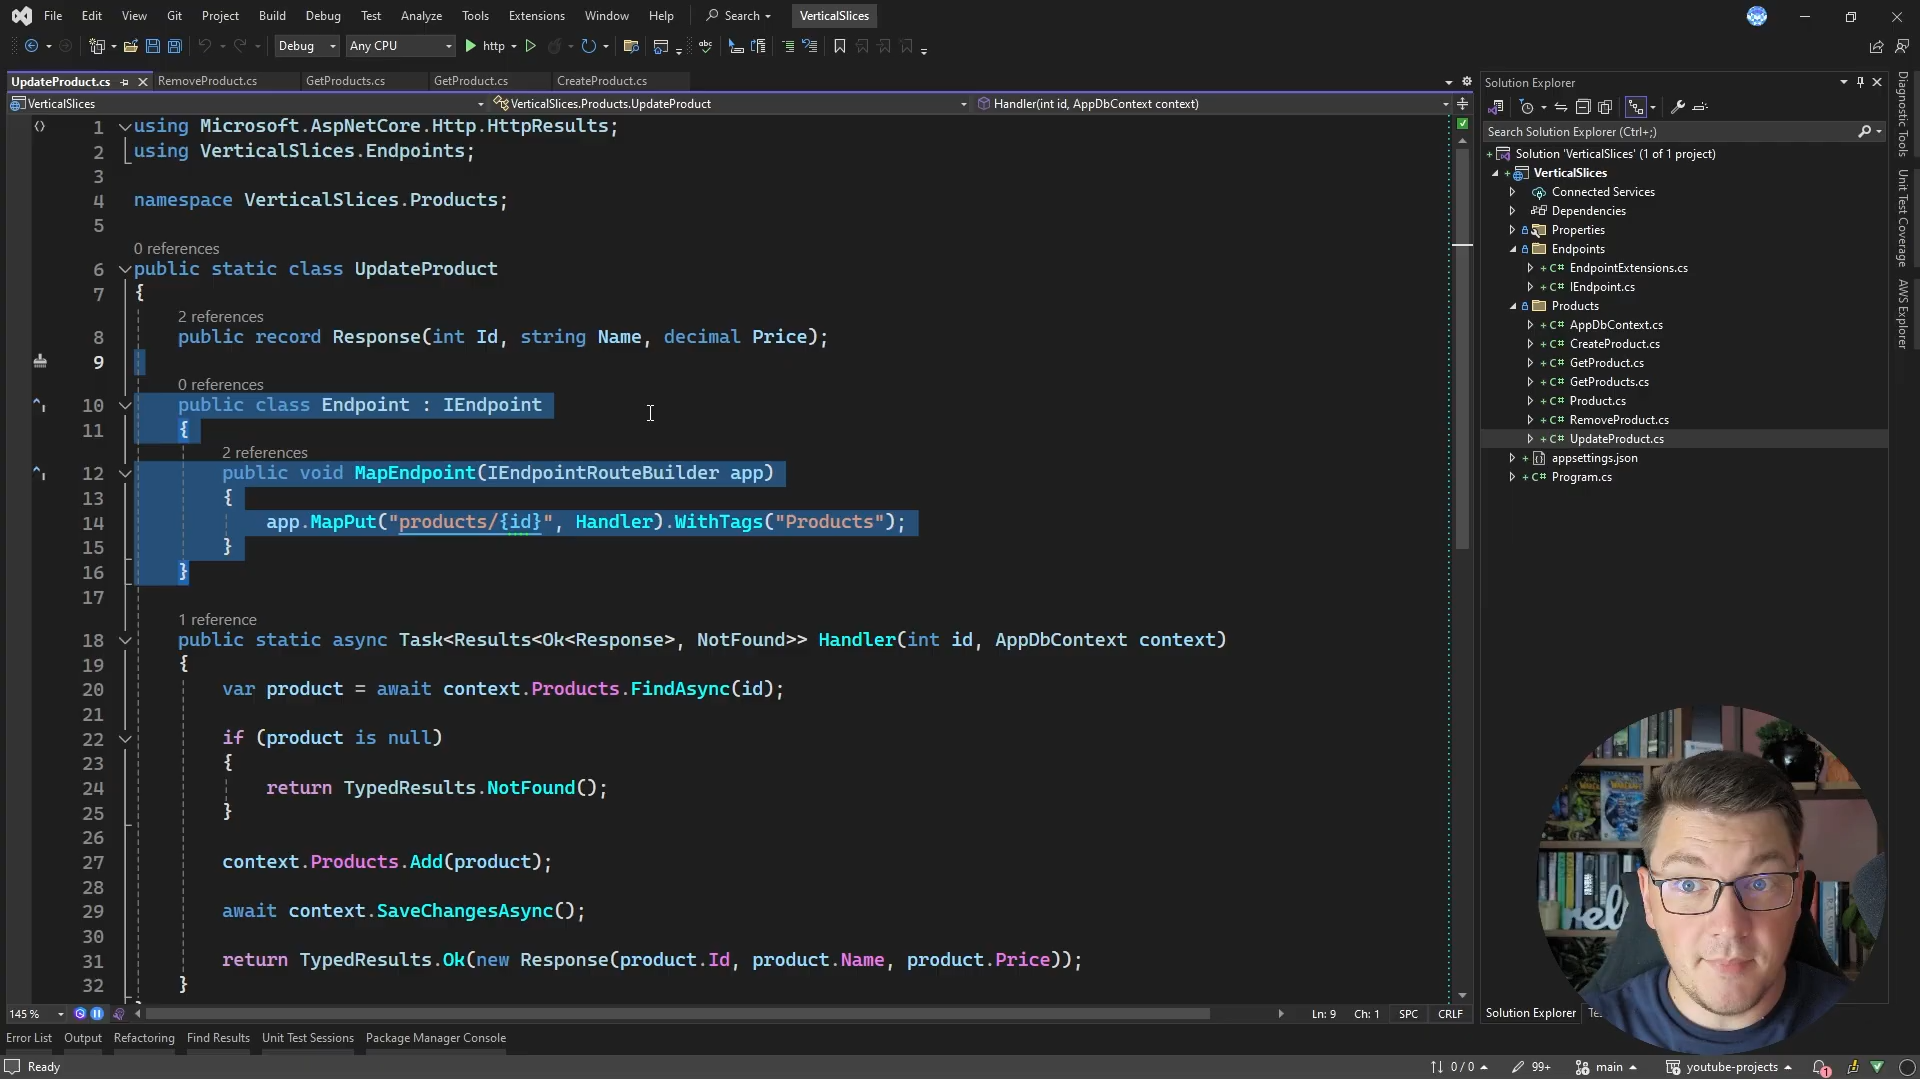 File Edit View Git Project Build Debug Test Analyze Tools Extensions Window Help Search VerticalSlices
Debug Any CPU http
UpdateProduct.cs RemoveProduct.cs GetProducts.cs GetProduct.cs CreateProduct.cs
VerticalSlices VerticalSlices.Products.UpdateProduct Handler(int id, AppDbContext context)
1 using Microsoft.AspNetCore.Http.HttpResults;
2 using VerticalSlices.Endpoints;
3
4 namespace VerticalSlices.Products;
5
0 references
6 public static class UpdateProduct
7 {
2 references
8 public record Response(int Id, string Name, decimal Price);
9
0 references
10 public class Endpoint : IEndpoint
11 {
2 references
12 public void MapEndpoint(IEndpointRouteBuilder app)
13 {
14 app.MapPut("products/{id}", Handler).WithTags("Products");
15 }
16 }
17
1 reference
18 public static async Task<Results<Ok<Response>, NotFound>> Handler(int id, AppDbContext context)
19 {
20 var product = await context.Products.FindAsync(id);
21
22 if (product is null)
23 {
24 return TypedResults.NotFound();
25 }
26
27 context.Products.Add(product);
28
29 await context.SaveChangesAsync();
30
31 return TypedResults.Ok(new Response(product.Id, product.Name, product.Price));
32 }
145 % Ln: 9 Ch: 1 SPC CRLF
Error List Output Refactoring Find Results Unit Test Sessions Package Manager Console
Ready 0 / 0 99+ main youtube-projects 1
Solution Explorer
Search Solution Explorer (Ctrl+;)
Solution 'VerticalSlices' (1 of 1 project)
VerticalSlices
Connected Services
Dependencies
Properties
Endpoints
C# EndpointExtensions.cs
C# IEndpoint.cs
Products
C# AppDbContext.cs
C# CreateProduct.cs
C# GetProduct.cs
C# GetProducts.cs
C# Product.cs
C# RemoveProduct.cs
C# UpdateProduct.cs
appsettings.json
C# Program.cs
Solution Explorer
Diagnostic Tools
Unit Test Coverage
AWS Explorer